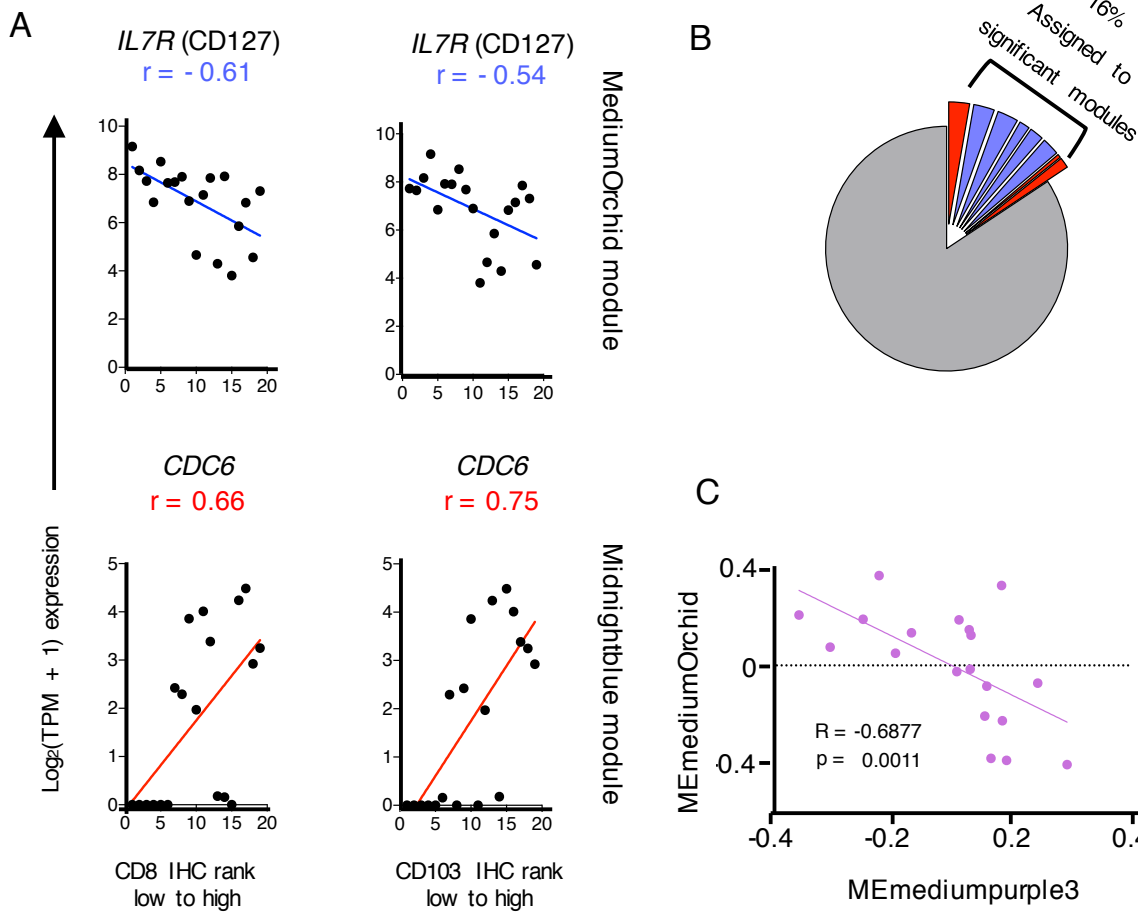 A
IL7R (CD127)
r = - 0.61
10
8
6
4
2
0
0 5 10 15 20
IL7R (CD127)
r = - 0.54
10
8
6
4
2
0
0 5 10 15 20
MediumOrchid module
CDC6
r = 0.66
5
4
3
2
1
0
0 5 10 15 20
CD8 IHC rank
low to high
CDC6
r = 0.75
5
4
3
2
1
0
0 5 10 15 20
CD103 IHC rank
low to high
Midnightblue module
Log2(TPM + 1) expression
B
16%
Assigned to
significant modules
C
MEmediumOrchid
0.4
0
-0.4
R = -0.6877
p = 0.0011
-0.4 -0.2 0.2 0.4
MEmediumpurple3